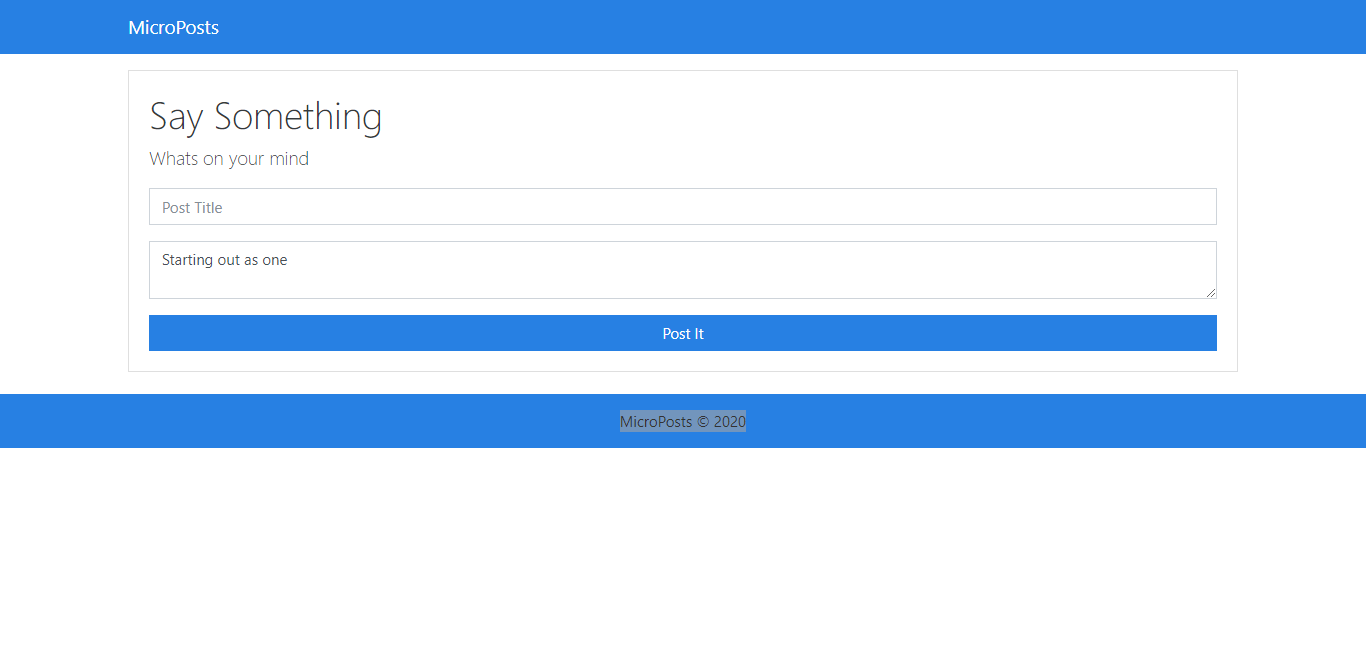 MicroPosts
Say Something
Whats on your mind
Post Title
Starting out as one
Post It
MicroPosts © 2020